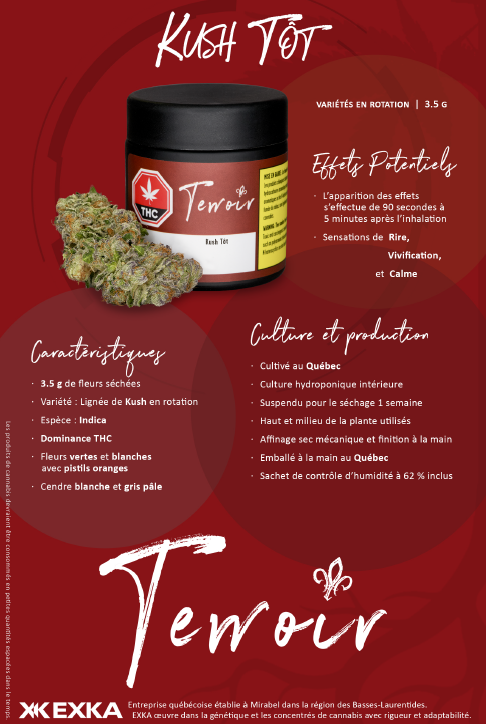 KUSH TÔT
VARIÉTÉS EN ROTATION | 3.5 G
THC
Terroir
Kush Tôt
Effets Potentiels
· L'apparition des effets
s'effectue de 90 secondes à
5 minutes après l'inhalation
· Sensations de Rire,
Vivification,
et Calme
Caractéristiques
· 3.5 g de fleurs séchées
· Variété : Lignée de Kush en rotation
· Espèce : Indica
· Dominance THC
· Fleurs vertes et blanches
avec pistils oranges
· Cendre blanche et gris pâle
Culture et production
· Cultivé au Québec
· Culture hydroponique intérieure
· Suspendu pour le séchage 1 semaine
· Haut et milieu de la plante utilisés
· Affinage sec mécanique et finition à la main
· Emballé à la main au Québec
· Sachet de contrôle d'humidité à 62 % inclus
Les produits de cannabis devraient être consommés en petites quantités espacées dans le temps.
Terroir
EXKA
Entreprise québécoise établie à Mirabel dans la région des Basses-Laurentides.
EXKA œuvre dans la génétique et les concentrés de cannabis avec rigueur et adaptabilité.